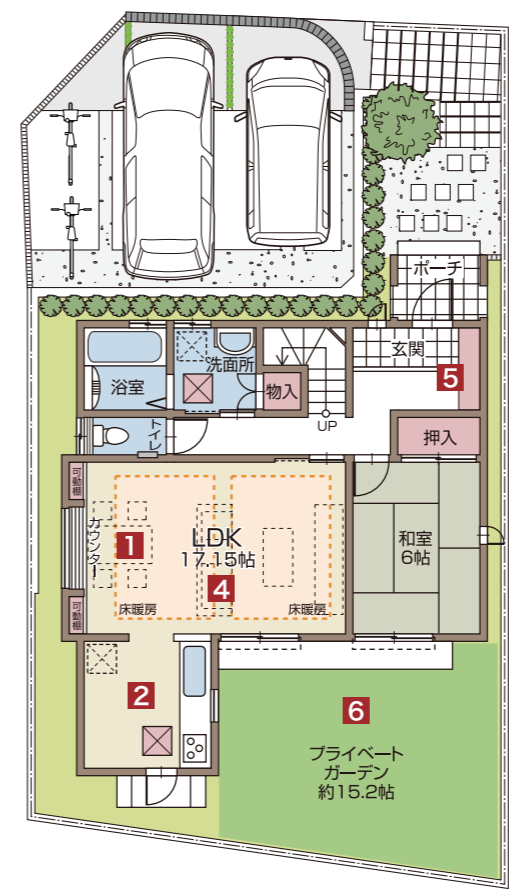 ポーチ
玄関
5
洗面所
浴室
物入
トイレ
UP
押入
可動棚
カウンター
1
LDK
17.15帖
4
和室
6帖
可動棚
床暖房
床暖房
2
6
プライベート
ガーデン
約15.2帖